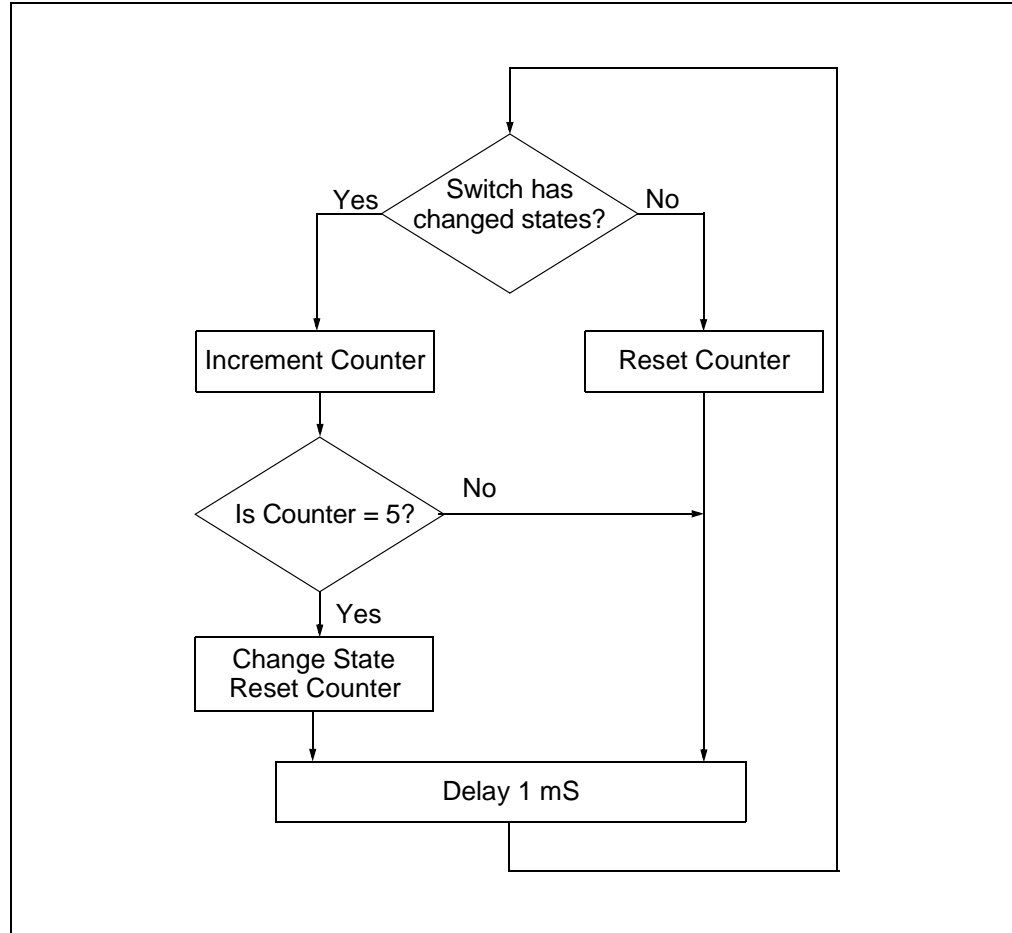 Switch has
changed states?
Yes
No
Increment Counter
Reset Counter
Is Counter = 5?
No
Yes
Change State
Reset Counter
Delay 1 mS